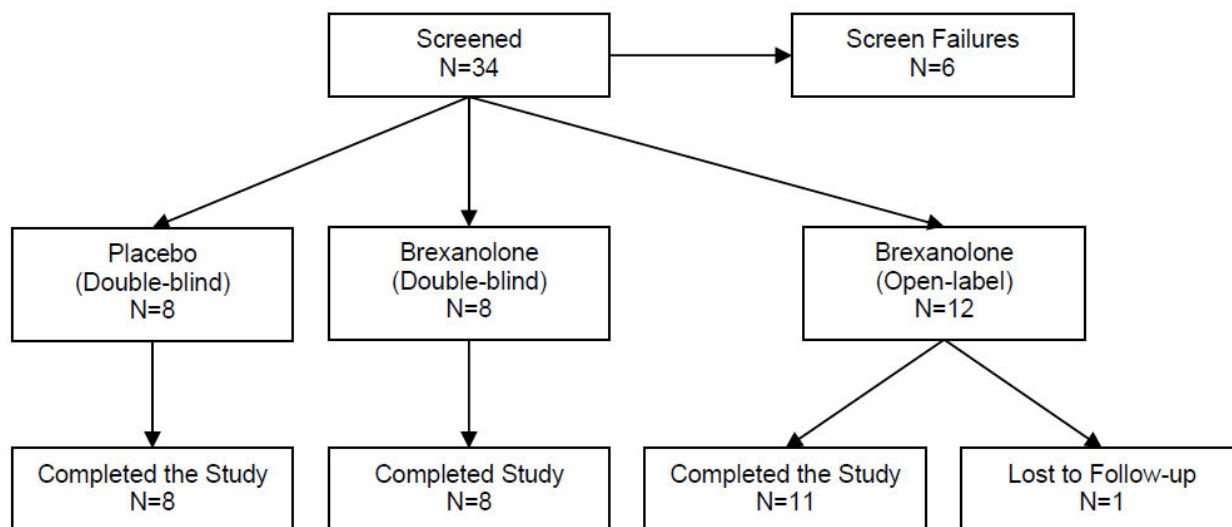 Screened
N=34
Screen Failures
N=6
Placebo
(Double-blind)
N=8
Brexanolone
(Double-blind)
N=8
Brexanolone
(Open-label)
N=12
Completed the Study
N=8
Completed Study
N=8
Completed the Study
N=11
Lost to Follow-up
N=1